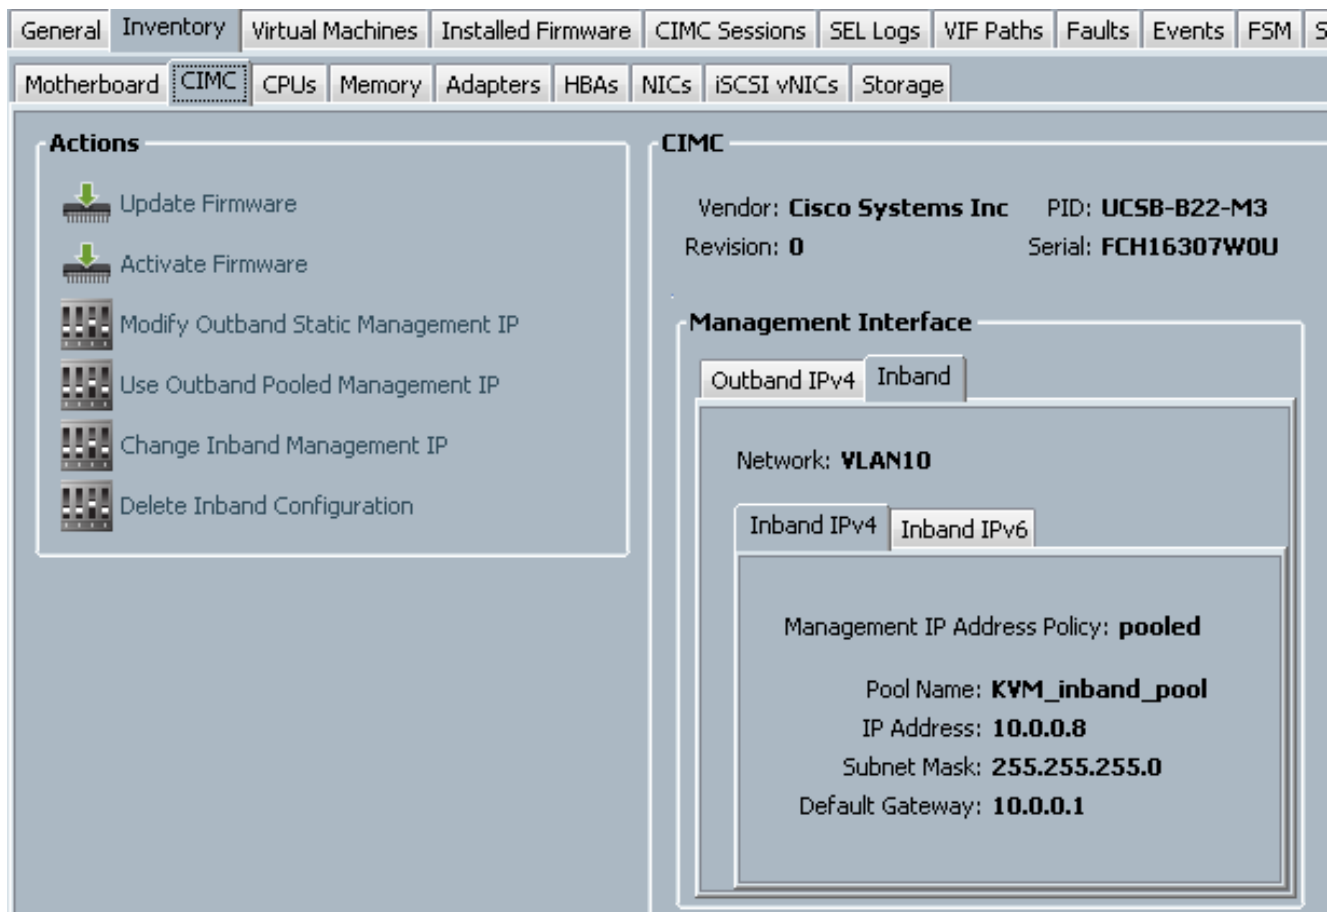 General Inventory Virtual Machines Installed Firmware CIMC Sessions SEL Logs VIF Paths Faults Events FSM S
Motherboard CIMC CPUs Memory Adapters HBAs NICs iSCSI vNICs Storage
Actions
Update Firmware
Activate Firmware
Modify Outband Static Management IP
Use Outband Pooled Management IP
Change Inband Management IP
Delete Inband Configuration
CIMC
Vendor: Cisco Systems Inc PID: UCSB-B22-M3
Revision: 0 Serial: FCH16307W0U
Management Interface
Outband IPv4 Inband
Network: VLAN10
Inband IPv4 Inband IPv6
Management IP Address Policy: pooled
Pool Name: KVM_inband_pool
IP Address: 10.0.0.8
Subnet Mask: 255.255.255.0
Default Gateway: 10.0.0.1